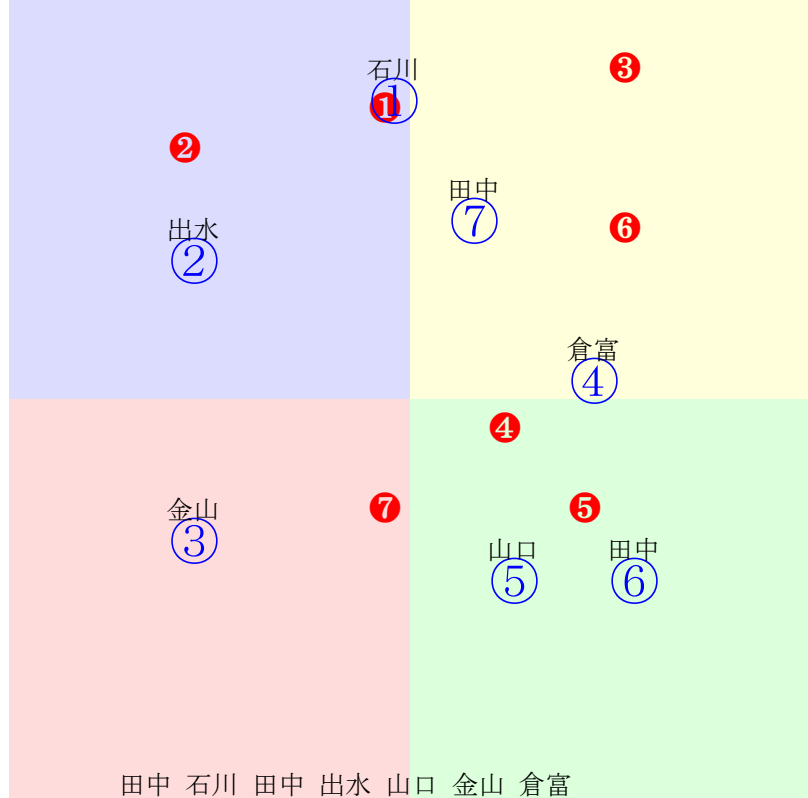 ❸
石川
❶ ①
❷
田中
⑦ ❻
出水
②
倉富
④
❹
金山 ❼ ❺
③
山口 田中
⑤ ⑥
田中 石川 田中 出水 山口 金山 倉富